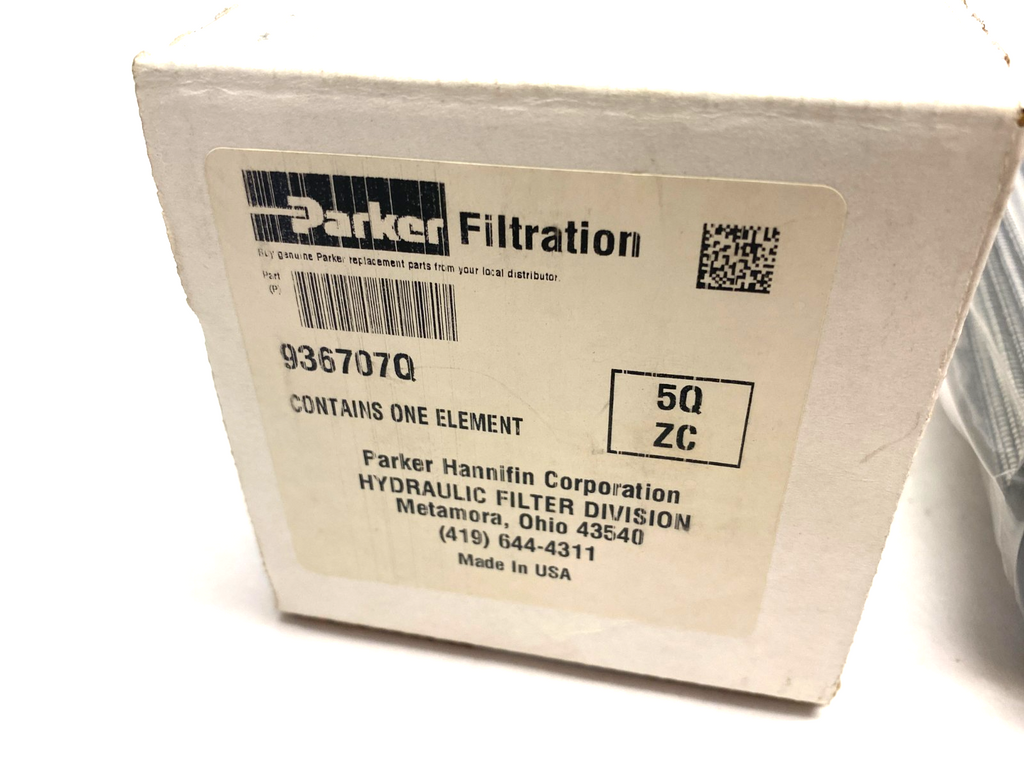 Parker Filtration
Buy genuine Parker replacement parts from your local distributor.
Part
(P)
936707Q
CONTAINS ONE ELEMENT
5Q
ZC
Parker Hannifin Corporation
HYDRAULIC FILTER DIVISION
Metamora, Ohio 43540
(419) 644-4311
Made In USA